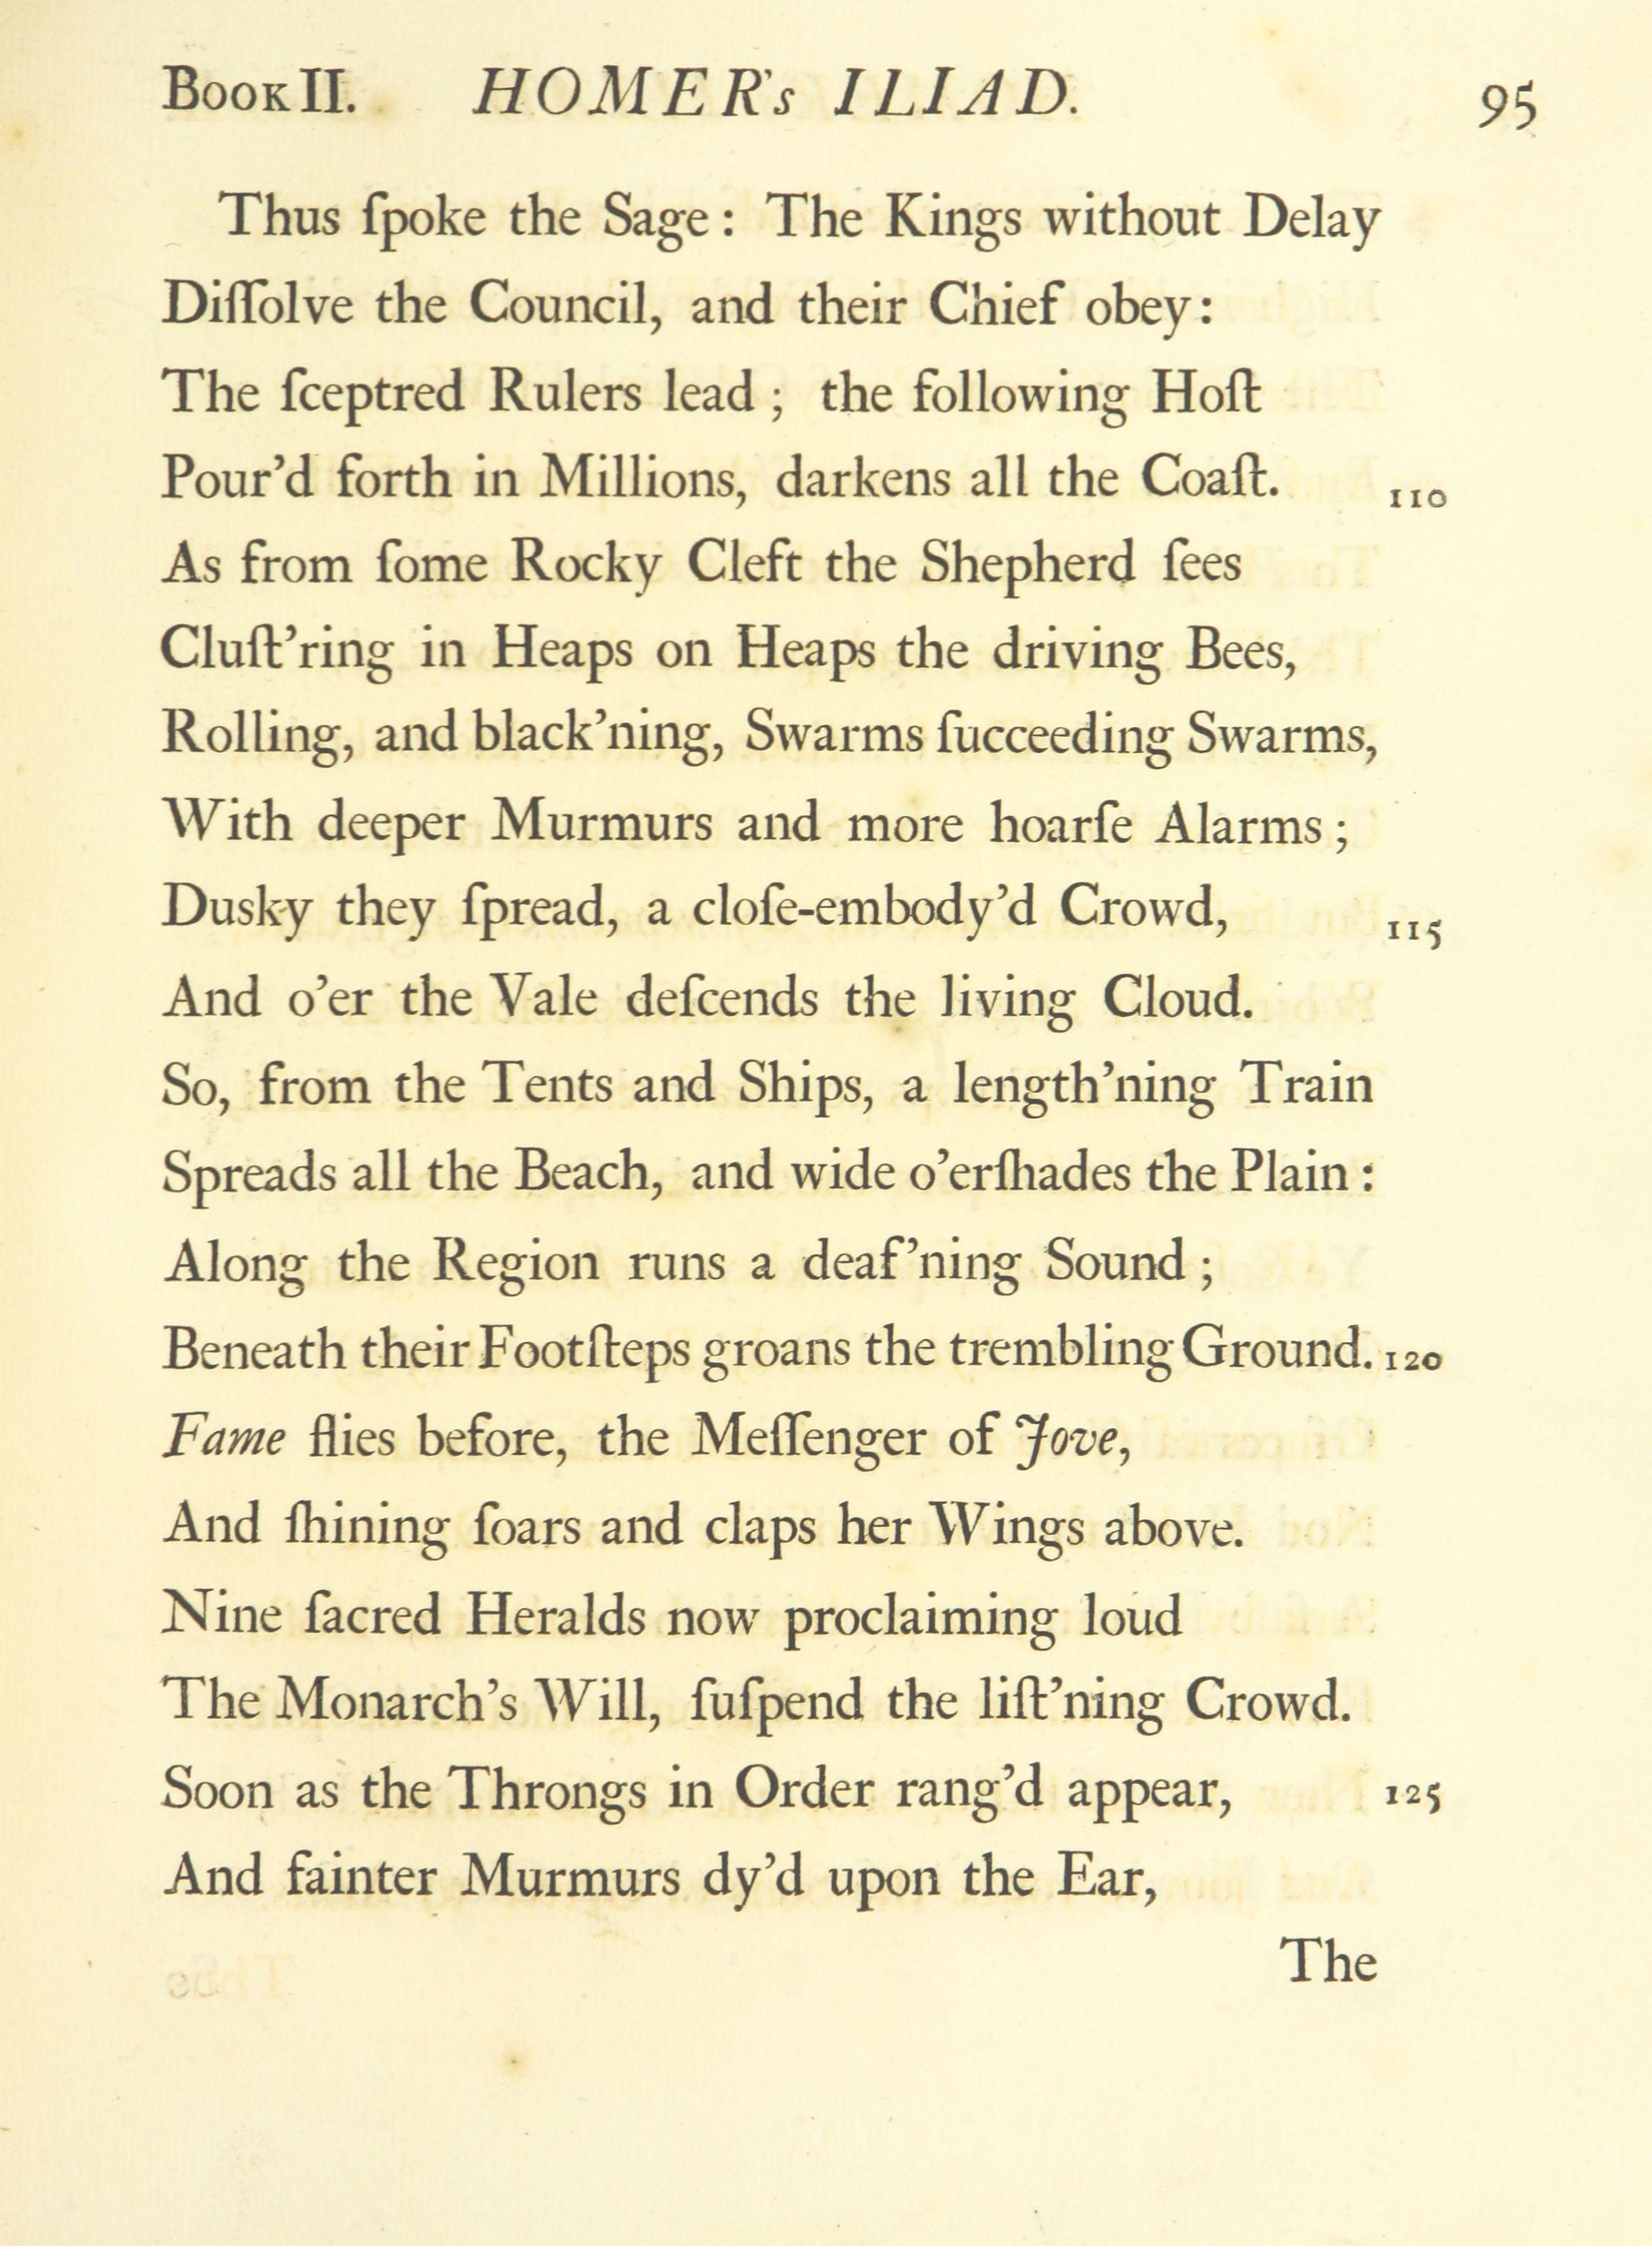 Book II. HOMER's ILIAD. 95
Thus ſpoke the Sage: The Kings without Delay
Diſſolve the Council, and their Chief obey:
The ſceptred Rulers lead; the following Hoſt
Pour'd forth in Millions, darkens all the Coaſt. 110
As from ſome Rocky Cleft the Shepherd ſees
Cluſt'ring in Heaps on Heaps the driving Bees,
Rolling, and black'ning, Swarms ſucceeding Swarms,
With deeper Murmurs and more hoarſe Alarms;
Dusky they ſpread, a cloſe-embody'd Crowd, 115
And o'er the Vale deſcends the living Cloud.
So, from the Tents and Ships, a length'ning Train
Spreads all the Beach, and wide o'erſhades the Plain:
Along the Region runs a deaf'ning Sound;
Beneath their Footſteps groans the trembling Ground. 120
Fame flies before, the Meſſenger of Jove,
And ſhining ſoars and claps her Wings above.
Nine ſacred Heralds now proclaiming loud
The Monarch's Will, ſuſpend the liſt'ning Crowd.
Soon as the Throngs in Order rang'd appear, 125
And fainter Murmurs dy'd upon the Ear,
The